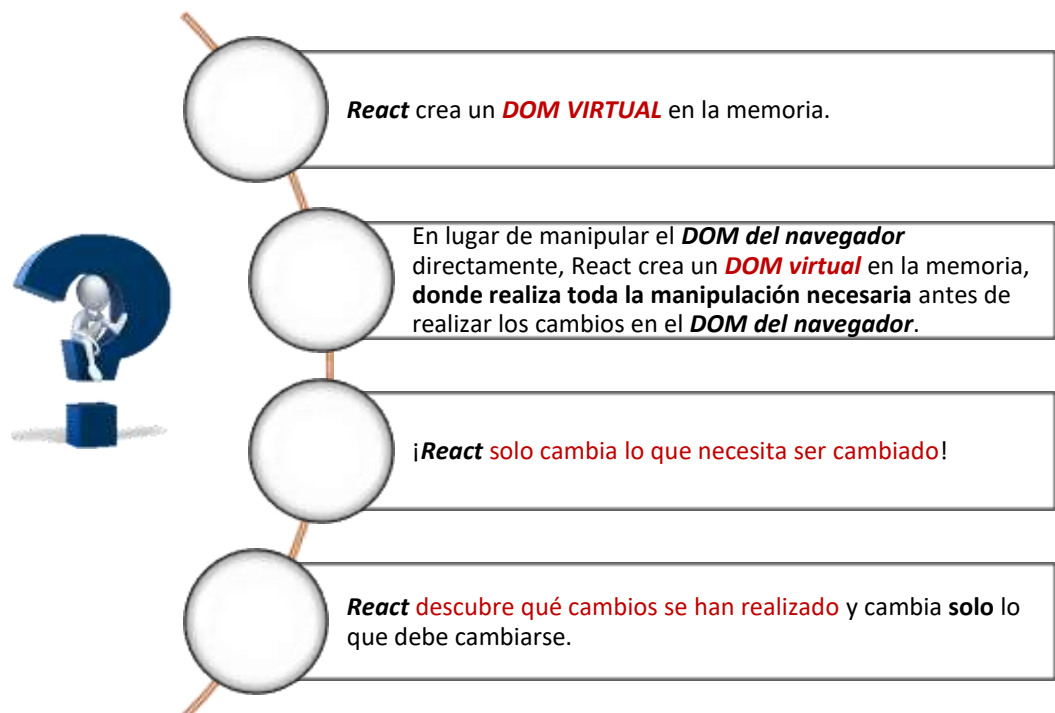 React crea un DOM VIRTUAL en la memoria.
En lugar de manipular el DOM del navegador
directamente, React crea un DOM virtual en la memoria,
donde realiza toda la manipulación necesaria antes de
realizar los cambios en el DOM del navegador.
¡React solo cambia lo que necesita ser cambiado!
React descubre qué cambios se han realizado y cambia solo lo
que debe cambiarse.